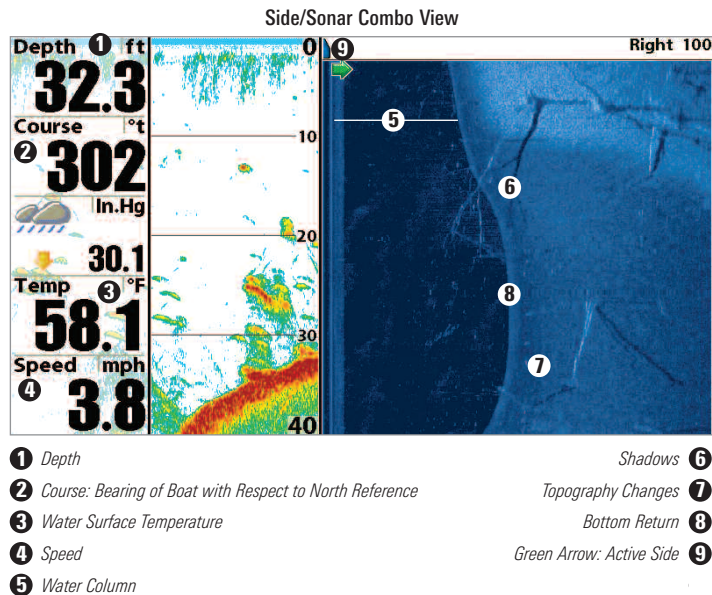 Side/Sonar Combo View
Depth 1 ft
32.3
Course °t
2 302
In.Hg
30.1
Temp 3 °F
58.1
Speed mph
4 3.8
0
10
20
30
40
9 Right 100
5
6
8
7
1 Depth
2 Course: Bearing of Boat with Respect to North Reference
3 Water Surface Temperature
4 Speed
5 Water Column
Shadows 6
Topography Changes 7
Bottom Return 8
Green Arrow: Active Side 9